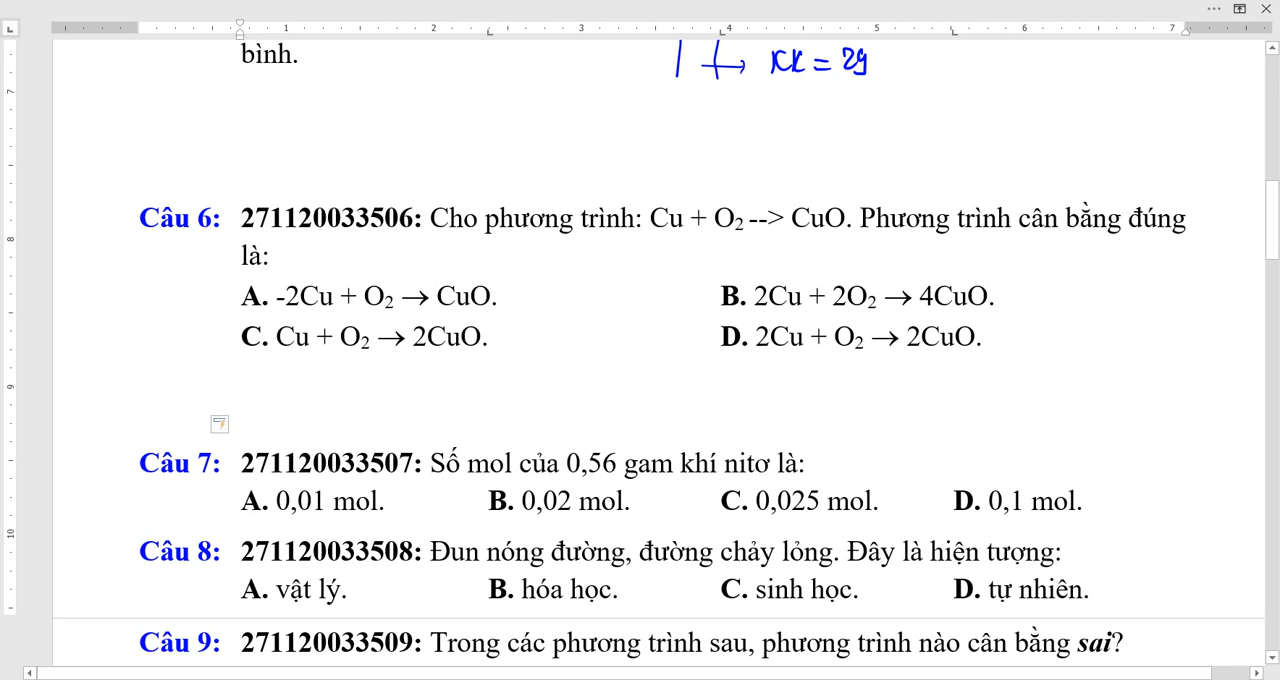 bình.
KK = 29
Câu 6: 271120033506: Cho phương trình: Cu + O₂ --> CuO. Phương trình cân bằng đúng
là:
A. -2Cu + O₂ → CuO. B. 2Cu + 2O₂ → 4CuO.
C. Cu + O₂ → 2CuO. D. 2Cu + O₂ → 2CuO.
Câu 7: 271120033507: Số mol của 0,56 gam khí nitơ là:
A. 0,01 mol. B. 0,02 mol. C. 0,025 mol. D. 0,1 mol.
Câu 8: 271120033508: Đun nóng đường, đường chảy lỏng. Đây là hiện tượng:
A. vật lý. B. hóa học. C. sinh học. D. tự nhiên.
Câu 9: 271120033509: Trong các phương trình sau, phương trình nào cân bằng sai?